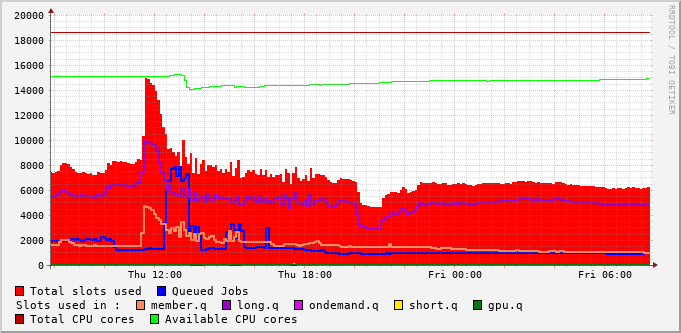 20000
18000
16000
14000
12000
10000
8000
6000
4000
2000
0
Thu 12:00 Thu 18:00 Fri 00:00 Fri 06:00
RRDTOOL / TOBI OETIKER
Total slots used Queued Jobs
Slots used in : member.q long.q ondemand.q short.q gpu.q
Total CPU cores Available CPU cores